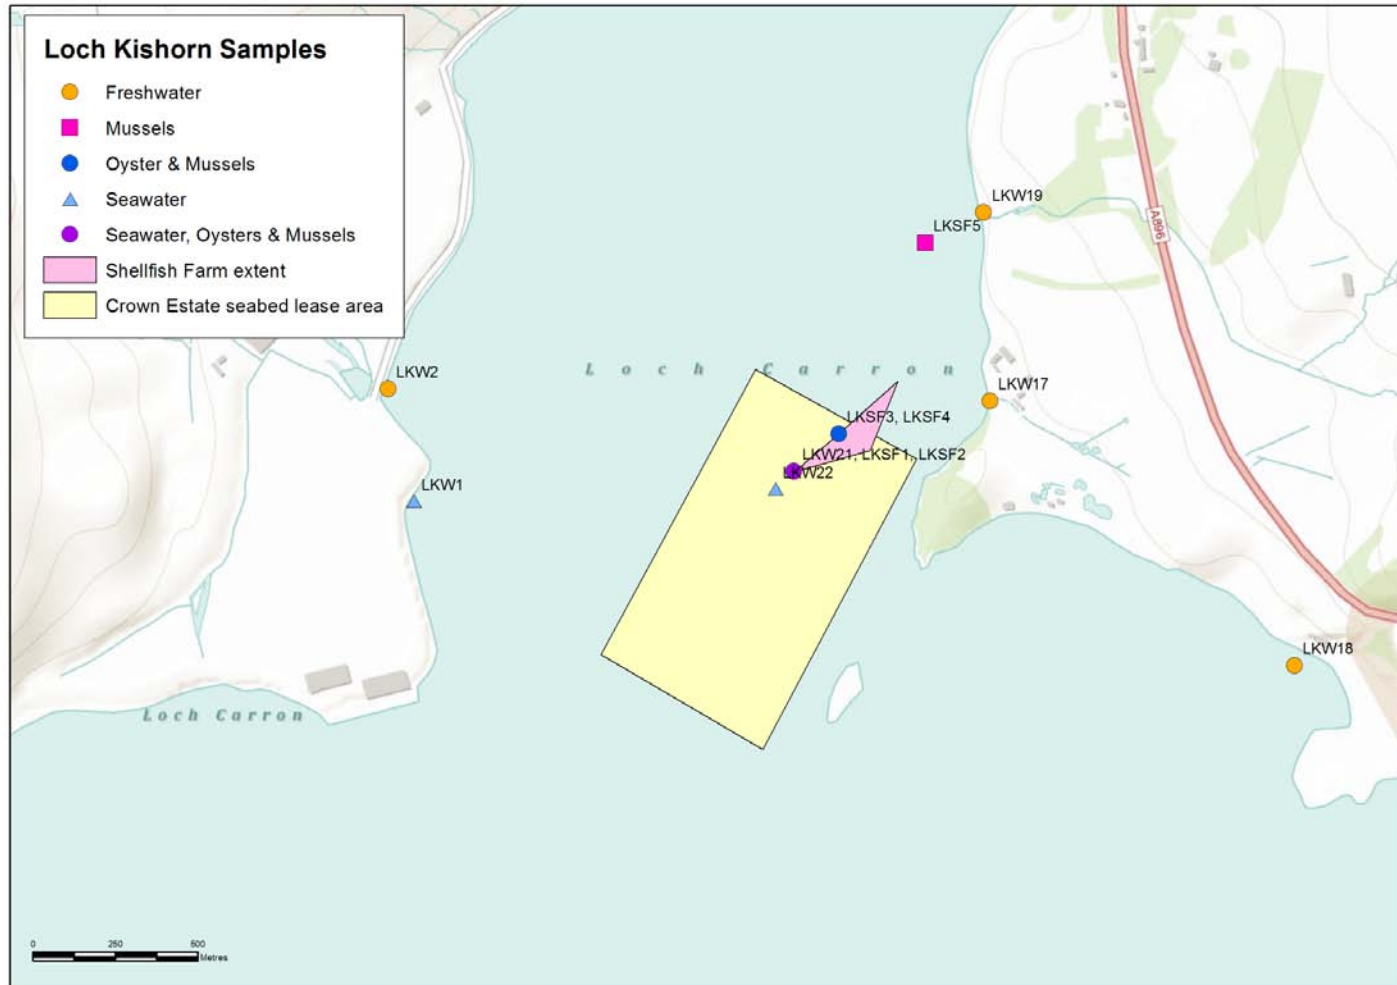 Loch Kishorn Samples
Freshwater
Mussels
Oyster & Mussels
Seawater
Seawater, Oysters & Mussels
Shellfish Farm extent
Crown Estate seabed lease area
LKW19
LKSF5
A896
Loch Carron
LKW2
LKW17
LKSF3, LKSF4
LKW21, LKSF1, LKSF2
LKW22
LKW1
LKW18
Loch Carron
0 250 500
Metres